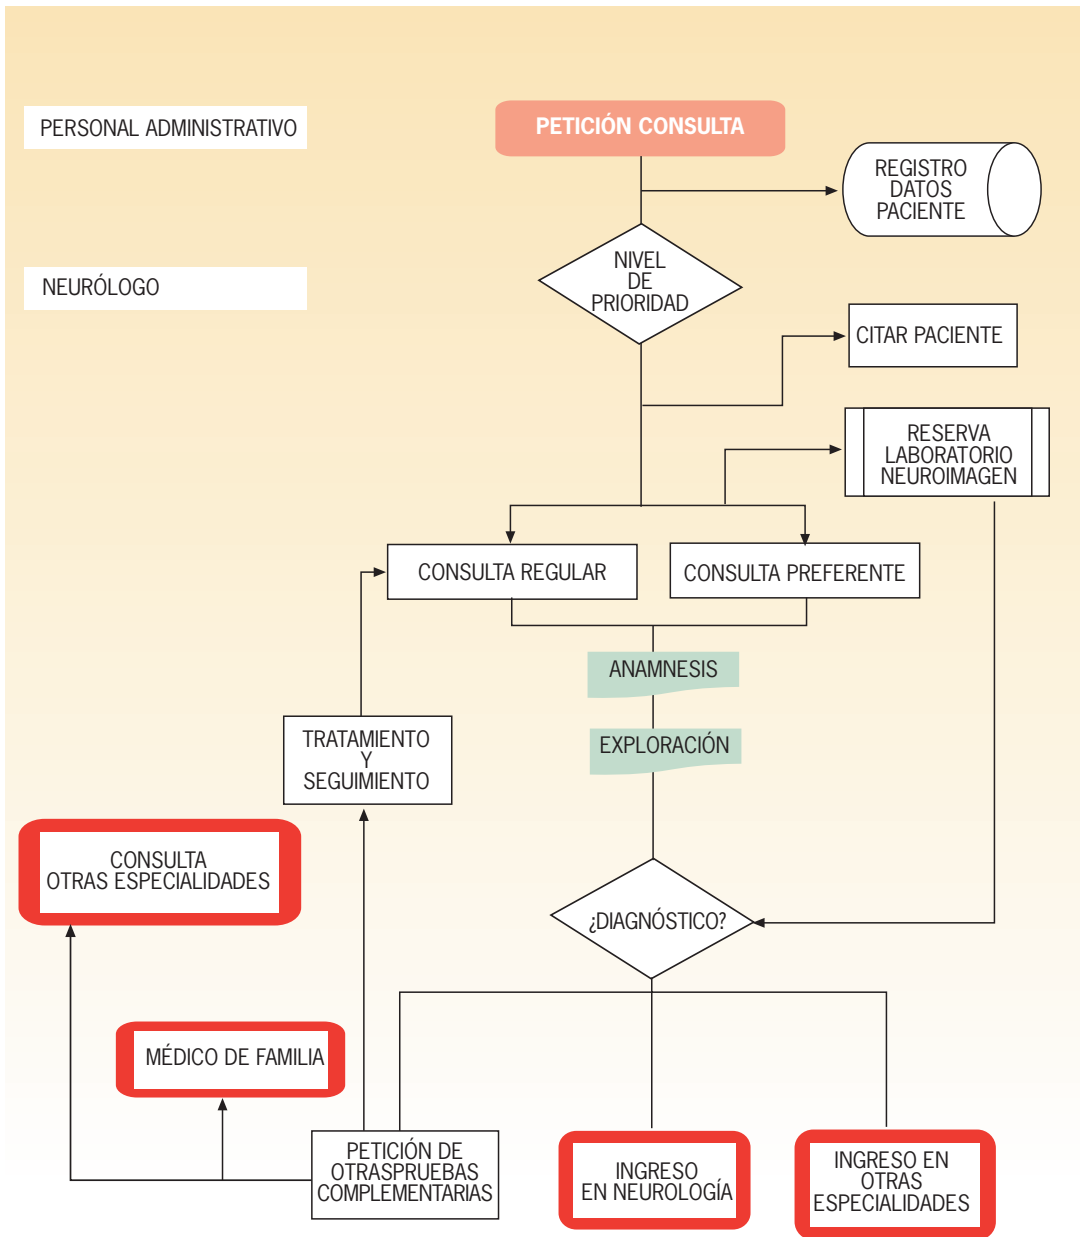 PERSONAL ADMINISTRATIVO
PETICIÓN CONSULTA
REGISTRO
DATOS
PACIENTE
NEURÓLOGO
NIVEL
DE
PRIORIDAD
CITAR PACIENTE
RESERVA
LABORATORIO
NEUROIMAGEN
CONSULTA REGULAR
CONSULTA PREFERENTE
ANAMNESIS
EXPLORACIÓN
TRATAMIENTO
Y
SEGUIMIENTO
CONSULTA
OTRAS ESPECIALIDADES
¿DIAGNÓSTICO?
MÉDICO DE FAMILIA
PETICIÓN DE
OTRASPRUEBAS
COMPLEMENTARIAS
INGRESO
EN NEUROLOGÍA
INGRESO EN
OTRAS
ESPECIALIDADES